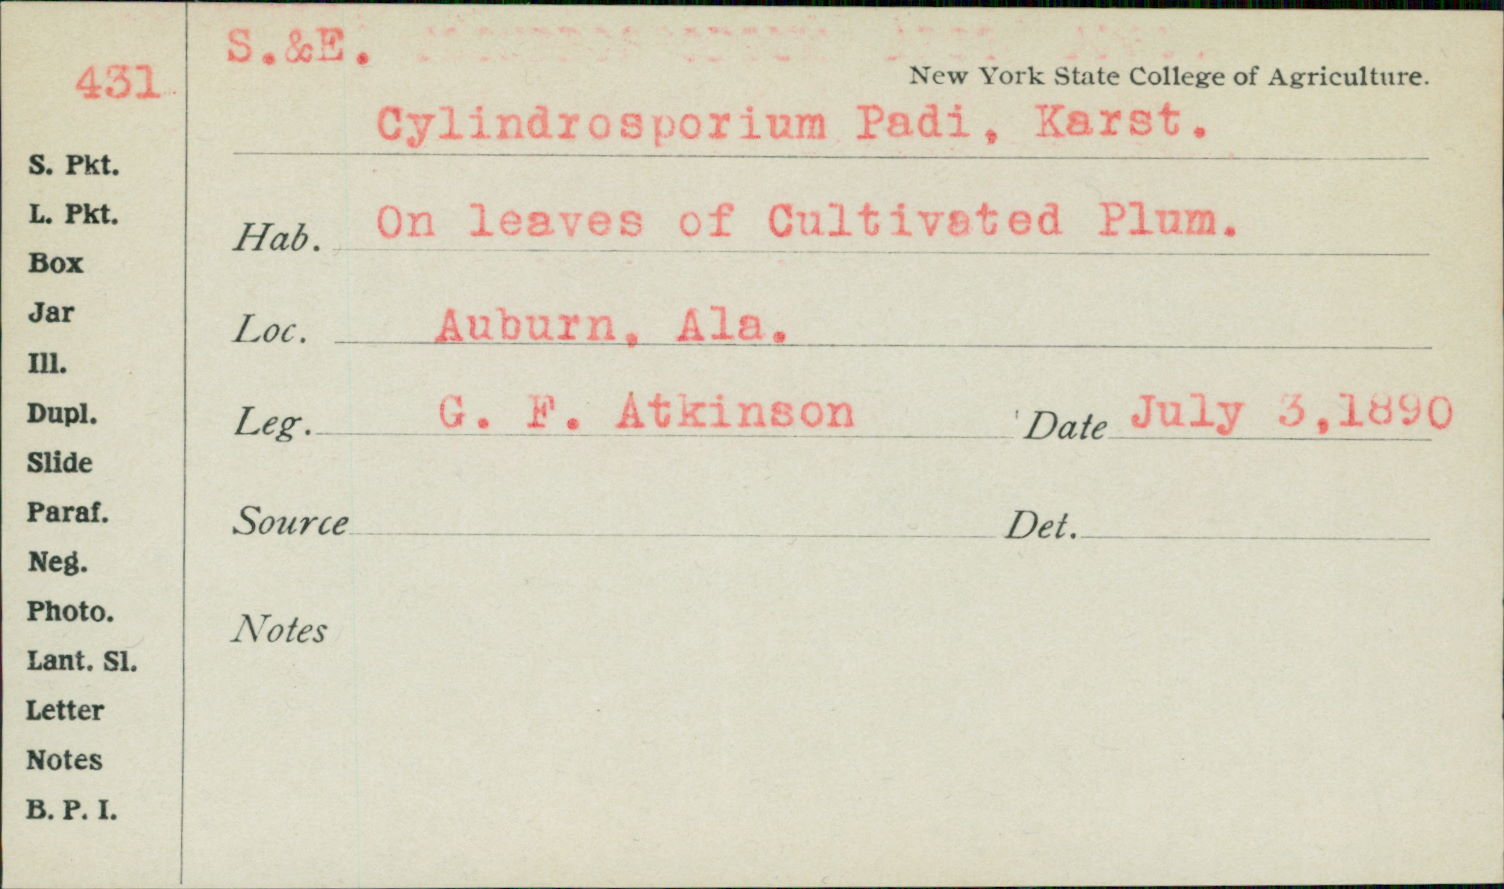 S.&E.
431
New York State College of Agriculture.
Cylindrosporium Padi, Karst.
S. Pkt.
L. Pkt.
Hab. On leaves of Cultivated Plum.
Box
Jar
Loc. Auburn, Ala.
Ill.
Dupl.
Leg. G. F. Atkinson Date July 3,1890
Slide
Paraf.
Source Det.
Neg.
Photo.
Notes
Lant. Sl.
Letter
Notes
B. P. I.